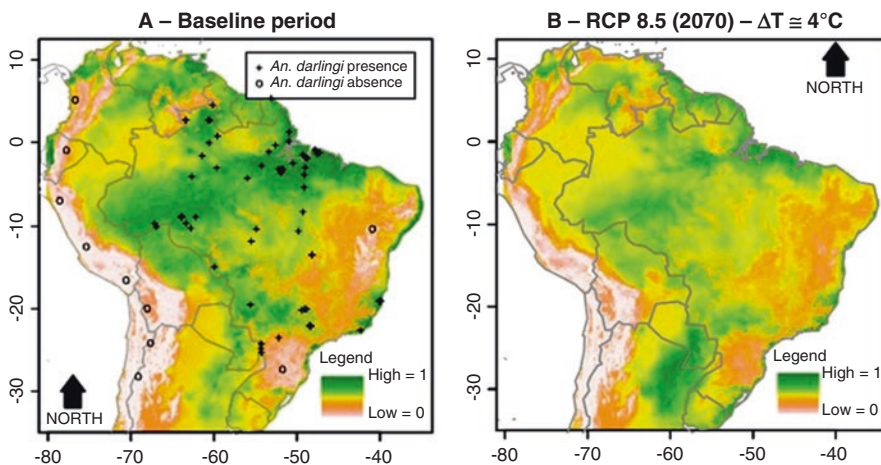 A – Baseline period
B – RCP 8.5 (2070) – ΔT ≅ 4°C
+ An. darlingi presence
o An. darlingi absence
NORTH
10
0
-10
-20
-30
10
0
-10
-20
-30
Legend
High = 1
Low = 0
NORTH
Legend
High = 1
Low = 0
-80 -70 -60 -50 -40
-80 -70 -60 -50 -40